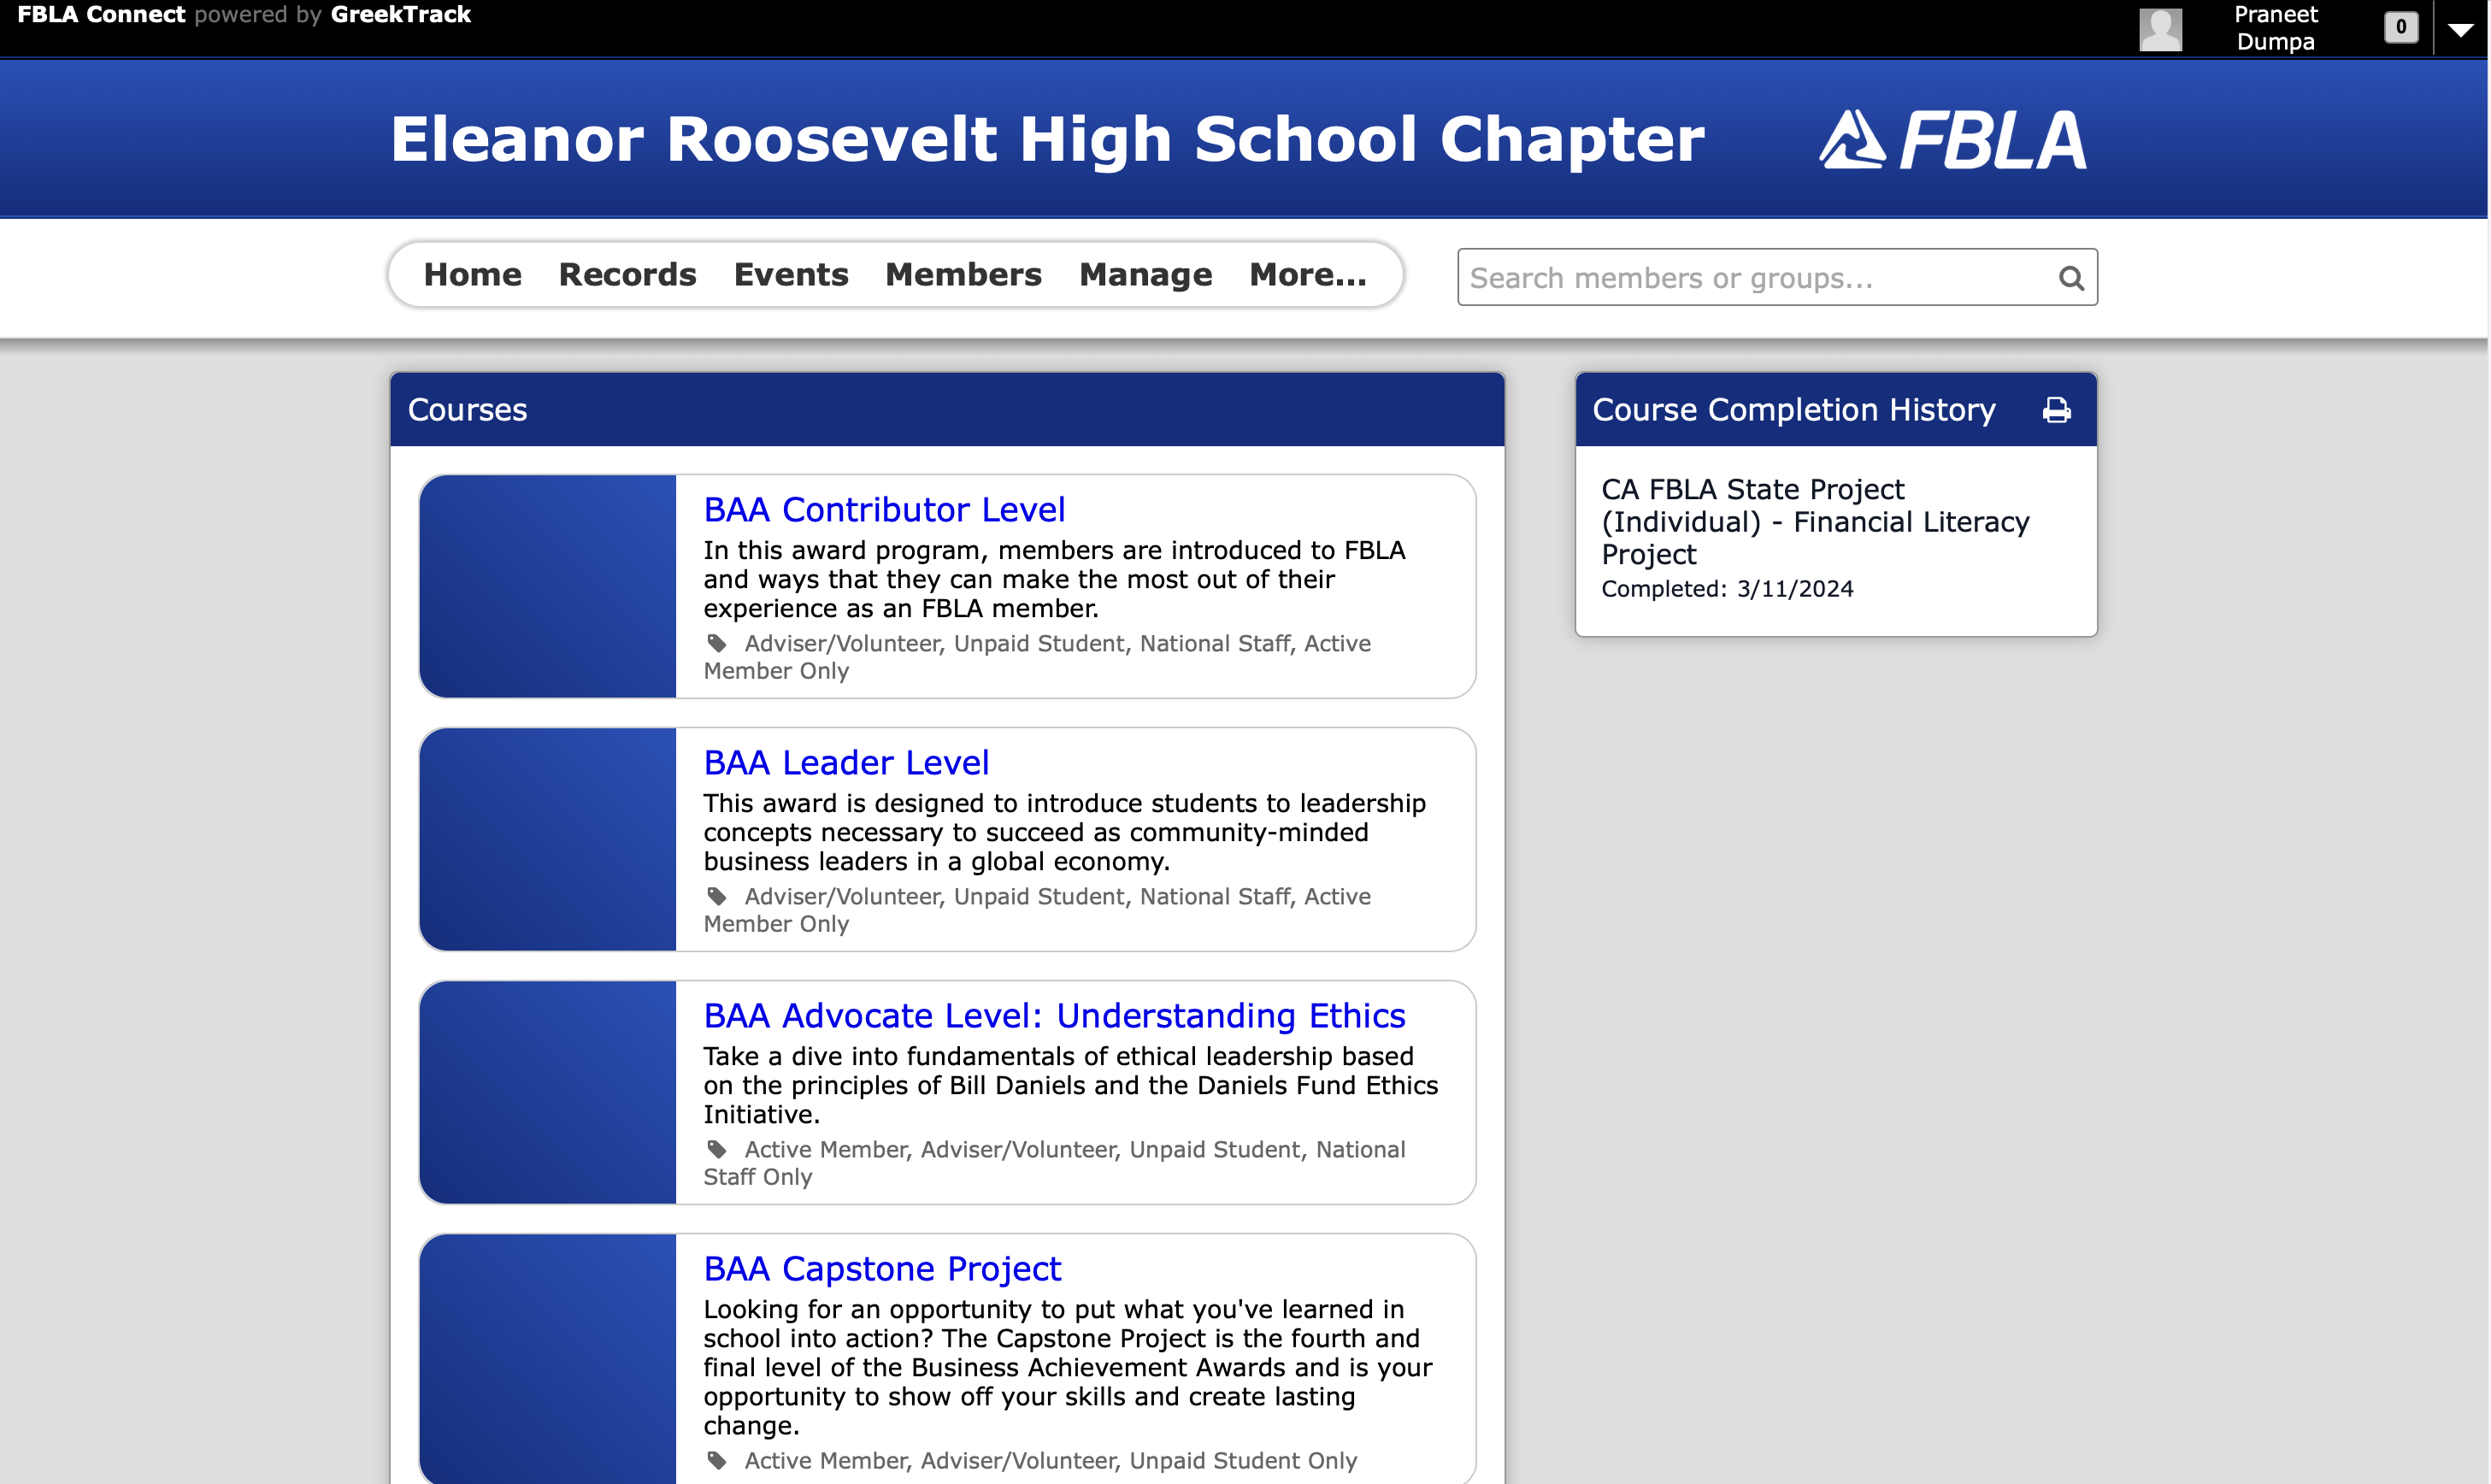 FBLA Connect powered by GreekTrack
Praneet
Dumpa
0
Eleanor Roosevelt High School Chapter
FBLA
Home Records Events Members Manage More...
Search members or groups...
Courses
BAA Contributor Level
In this award program, members are introduced to FBLA
and ways that they can make the most out of their
experience as an FBLA member.
Adviser/Volunteer, Unpaid Student, National Staff, Active
Member Only
BAA Leader Level
This award is designed to introduce students to leadership
concepts necessary to succeed as community-minded
business leaders in a global economy.
Adviser/Volunteer, Unpaid Student, National Staff, Active
Member Only
BAA Advocate Level: Understanding Ethics
Take a dive into fundamentals of ethical leadership based
on the principles of Bill Daniels and the Daniels Fund Ethics
Initiative.
Active Member, Adviser/Volunteer, Unpaid Student, National
Staff Only
BAA Capstone Project
Looking for an opportunity to put what you've learned in
school into action? The Capstone Project is the fourth and
final level of the Business Achievement Awards and is your
opportunity to show off your skills and create lasting
change.
Active Member, Adviser/Volunteer, Unpaid Student Only
Course Completion History
CA FBLA State Project
(Individual) - Financial Literacy
Project
Completed: 3/11/2024